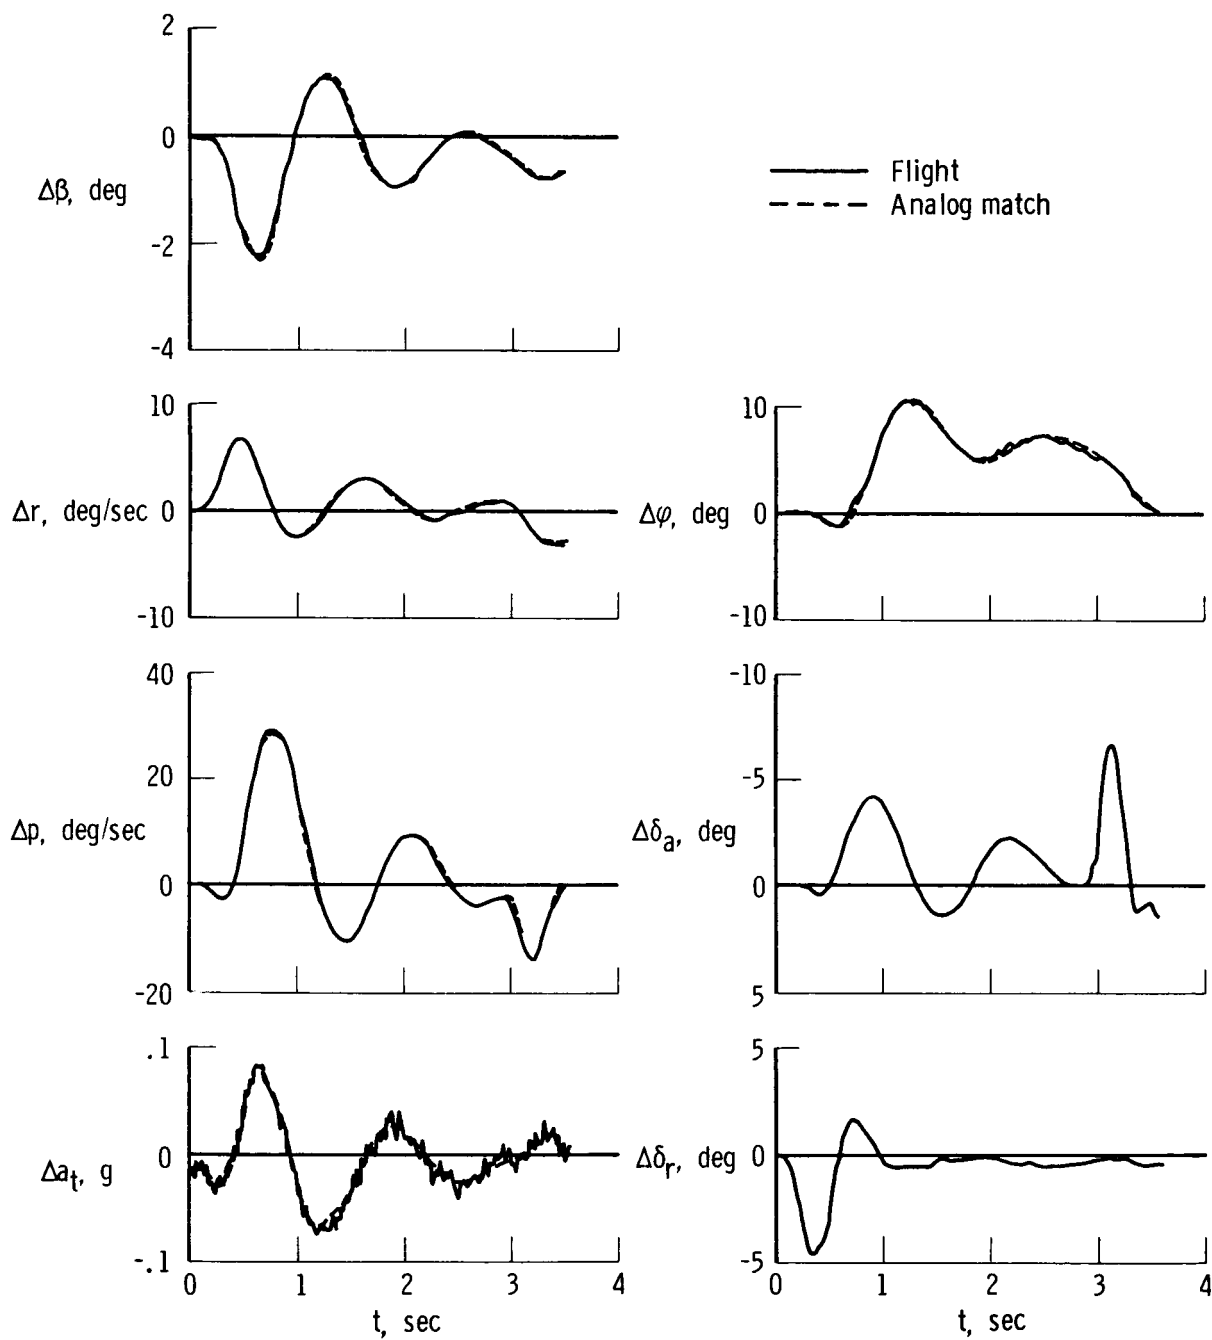 2
0
Δβ, deg
-2
-4
Flight
Analog match
10
Δr, deg/sec 0
-10
10
Δφ, deg 0
-10
40
20
Δp, deg/sec
0
-20
-10
-5
Δδa, deg
0
5
.1
0
Δat, g
-.1
0 1 2 3 4
t, sec
5
Δδr, deg 0
-5
0 1 2 3 4
t, sec